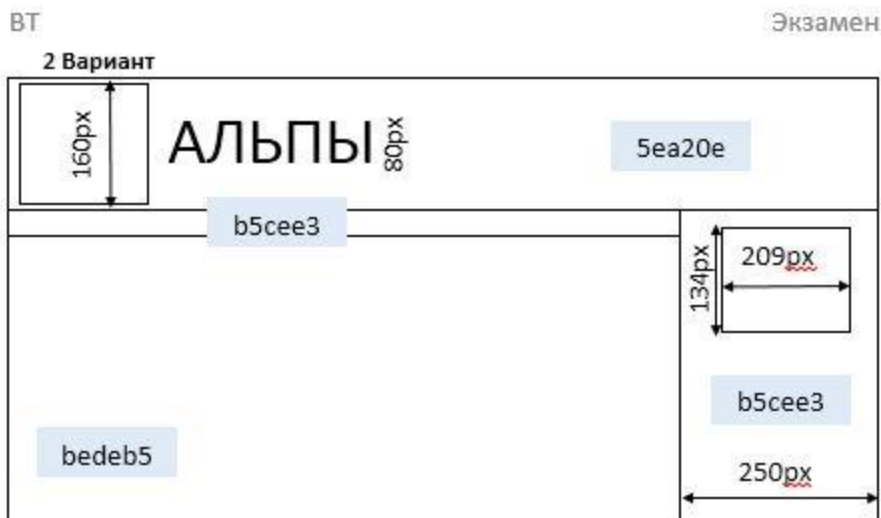 ВТ
Экзамен
2 Вариант
160px
АЛЬПЫ
80px
5ea20e
b5cee3
134px
209px
b5cee3
bedeb5
250px